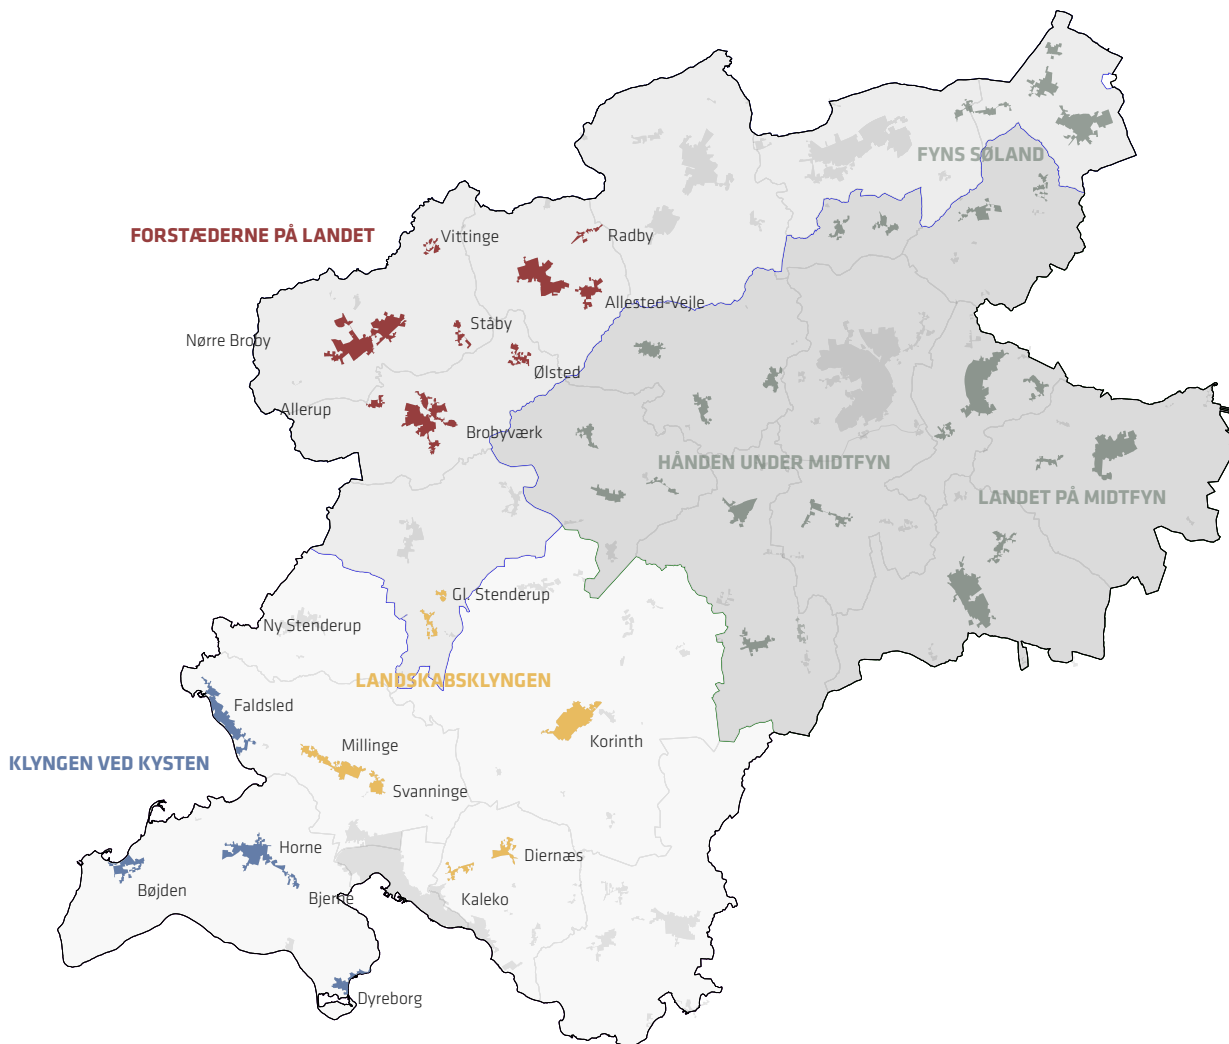 FYNS SØLAND
FORSTÆDERNE PÅ LANDET
Vittinge
Radby
Allested-Vejle
Ståby
Nørre Broby
Ølsted
Allerup
Brobyværk
HÅNDEN UNDER MIDTFYN
LANDET PÅ MIDTFYN
Gl. Stenderup
Ny Stenderup
LANDSKABSKLYNGEN
Faldsled
Korinth
Millinge
KLYNGEN VED KYSTEN
Svanninge
Horne
Diernæs
Bøjden
Bjerne
Kaleko
Dyreborg